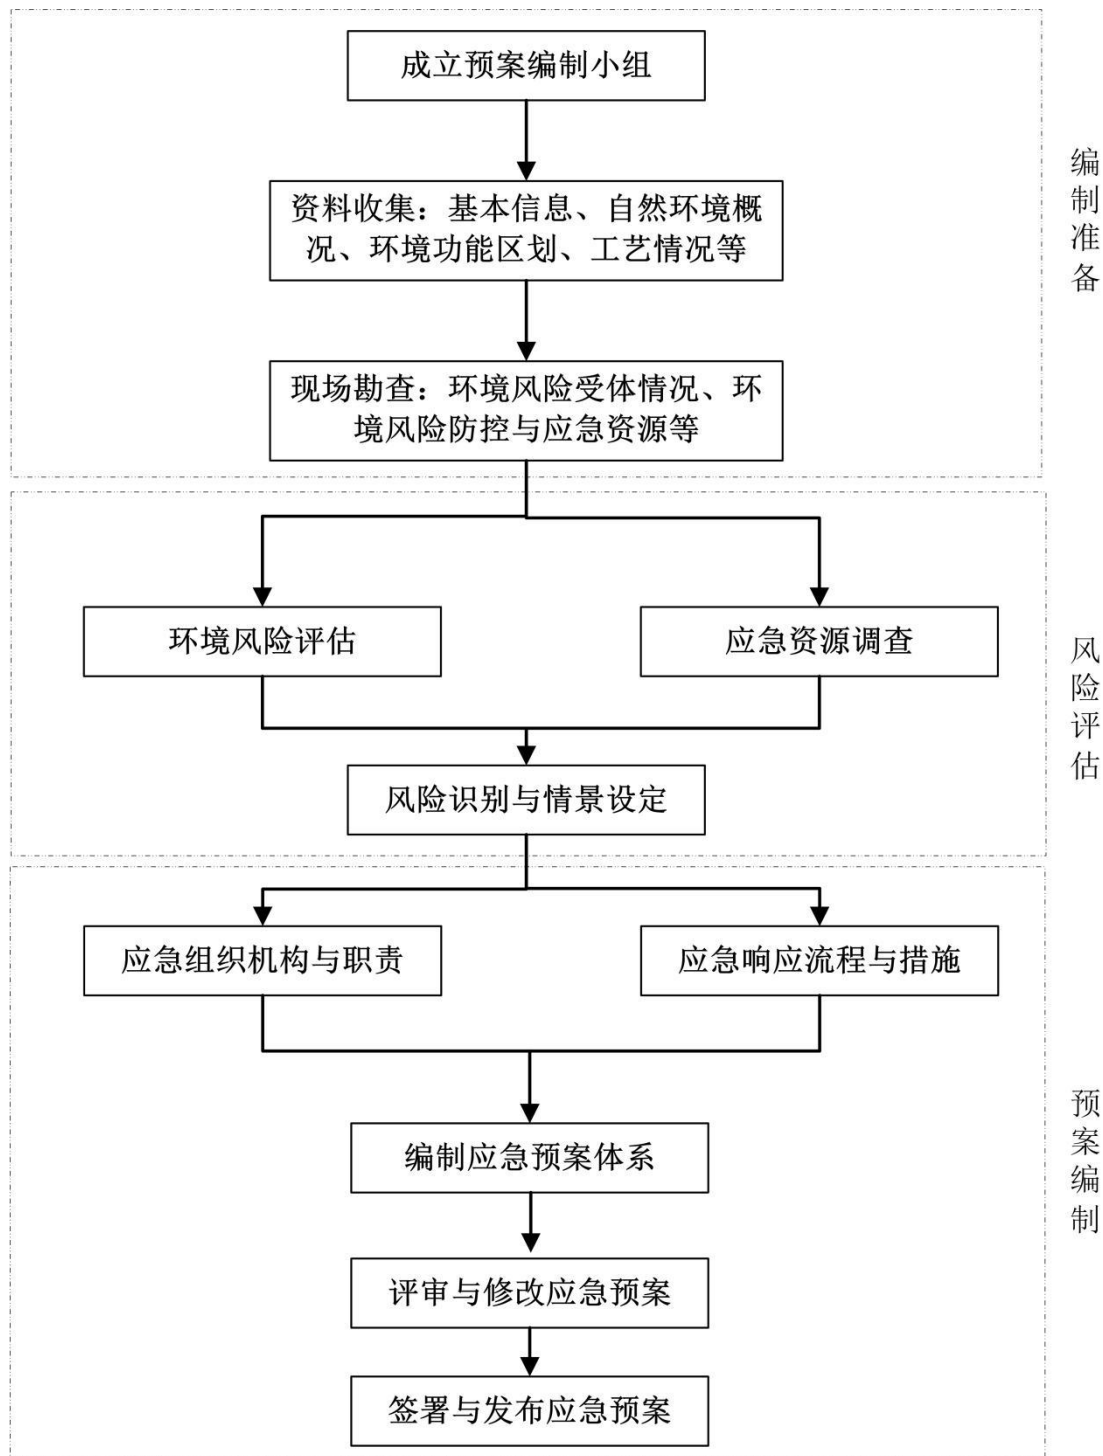 成立预案编制小组
资料收集：基本信息、自然环境概
况、环境功能区划、工艺情况等
现场勘查：环境风险受体情况、环
境风险防控与应急资源等
编制准备
环境风险评估
应急资源调查
风险识别与情景设定
风险评估
应急组织机构与职责
应急响应流程与措施
编制应急预案体系
评审与修改应急预案
签署与发布应急预案
预案编制